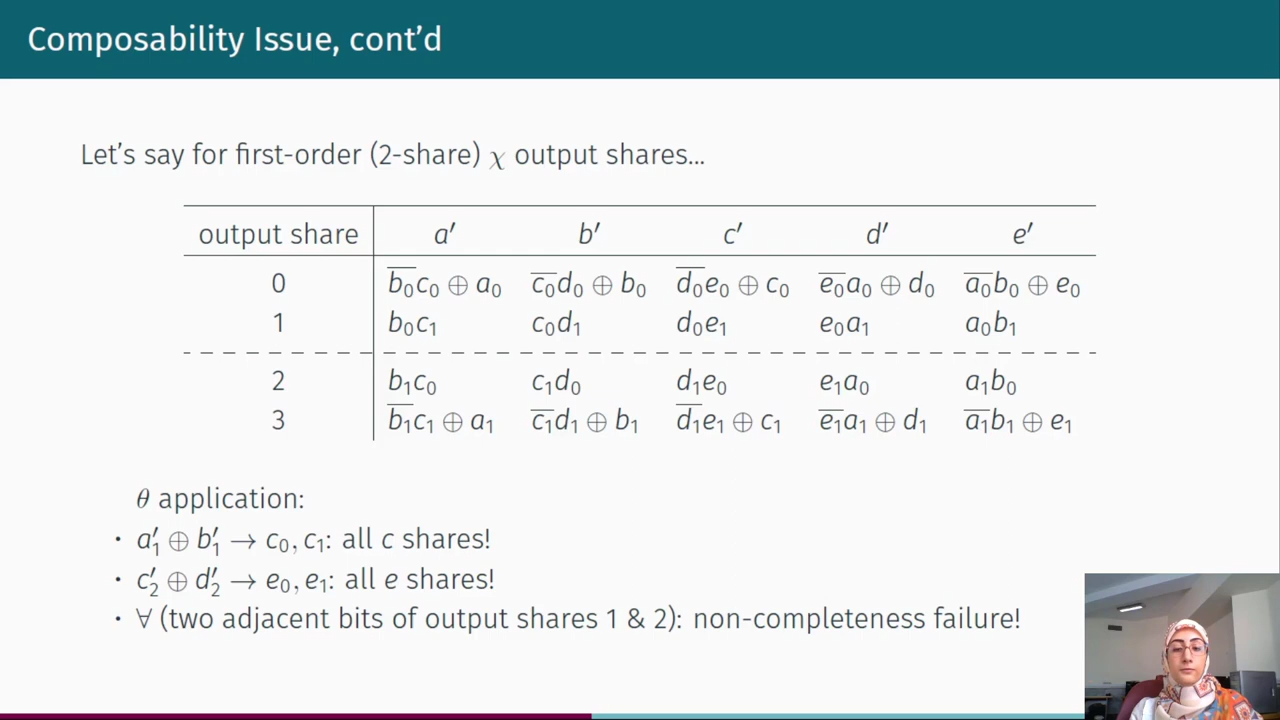 Composability Issue, cont'd
Let's say for first-order (2-share) χ output shares...
output share a′ b′ c′ d′ e′
0 b̅₀c₀ ⊕ a₀ c̅₀d₀ ⊕ b₀ d̅₀e₀ ⊕ c₀ e̅₀a₀ ⊕ d₀ a̅₀b₀ ⊕ e₀
1 b₀c₁ c₀d₁ d₀e₁ e₀a₁ a₀b₁
2 b₁c₀ c₁d₀ d₁e₀ e₁a₀ a₁b₀
3 b̅₁c₁ ⊕ a₁ c̅₁d₁ ⊕ b₁ d̅₁e₁ ⊕ c₁ e̅₁a₁ ⊕ d₁ a̅₁b₁ ⊕ e₁
θ application:
· a′₁ ⊕ b′₁ → c₀, c₁: all c shares!
· c′₂ ⊕ d′₂ → e₀, e₁: all e shares!
· ∀ (two adjacent bits of output shares 1 & 2): non-completeness failure!